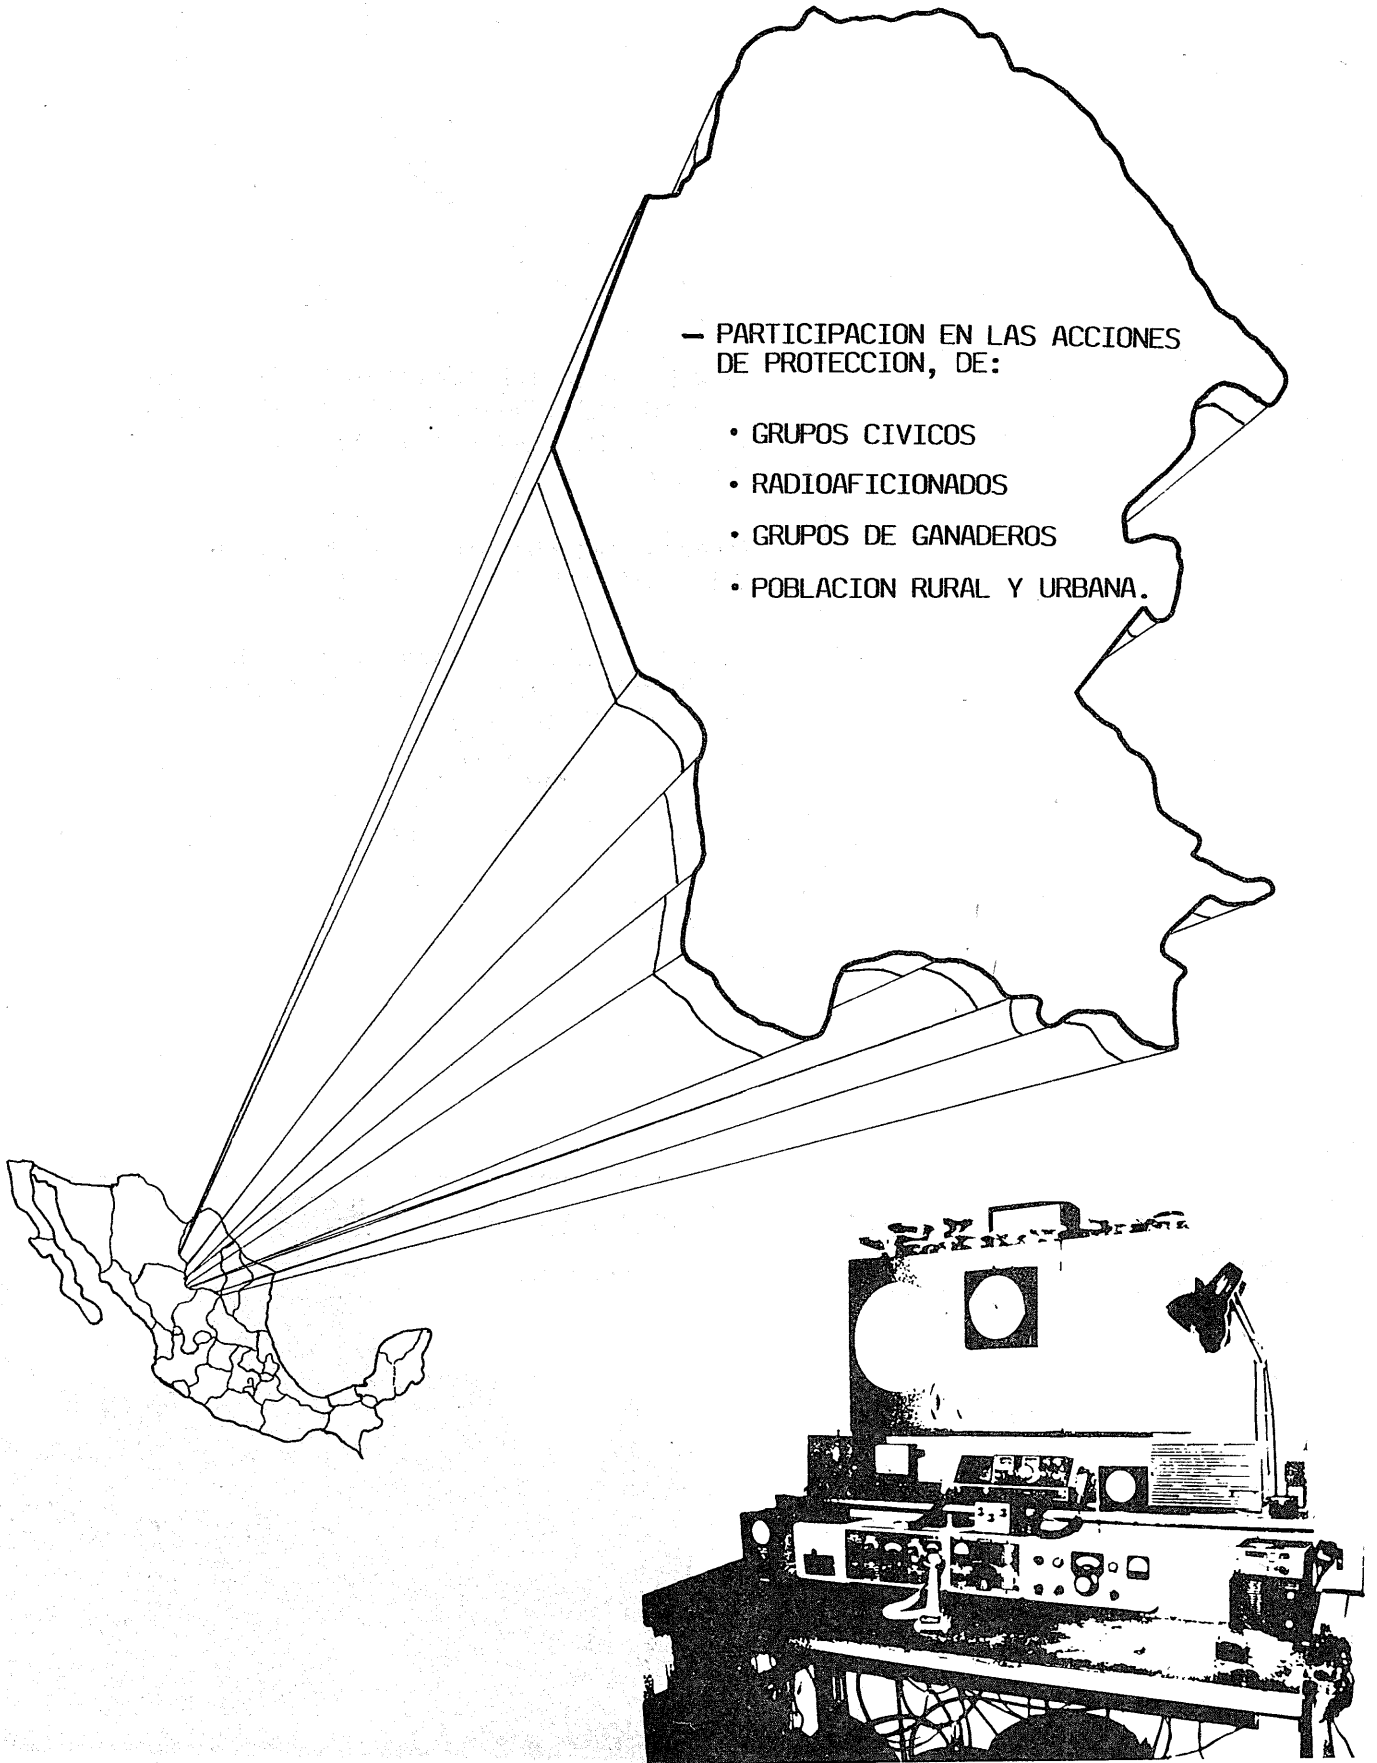 — PARTICIPACION EN LAS ACCIONES
DE PROTECCION, DE:
• GRUPOS CIVICOS
• RADIOAFICIONADOS
• GRUPOS DE GANADEROS
• POBLACION RURAL Y URBANA.